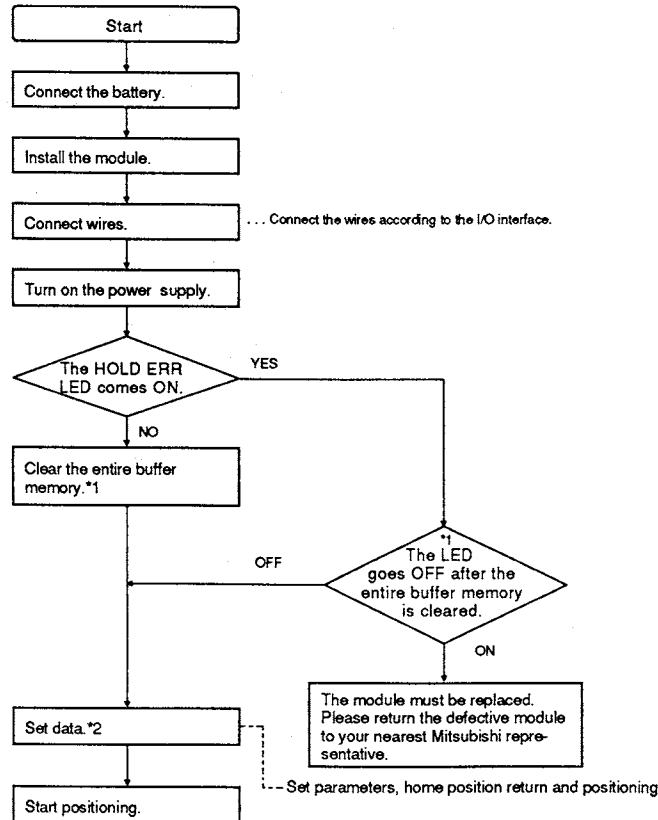 Start
Connect the battery.
Install the module.
Connect wires.
. . . Connect the wires according to the I/O interface.
Turn on the power supply.
The HOLD ERR
LED comes ON.
YES
NO
Clear the entire buffer
memory.*1
*1
The LED
goes OFF after the
entire buffer memory
is cleared.
OFF
ON
The module must be replaced.
Please return the defective module
to your nearest Mitsubishi repre-
sentative.
Set data.*2
Set parameters, home position return and positioning
Start positioning.